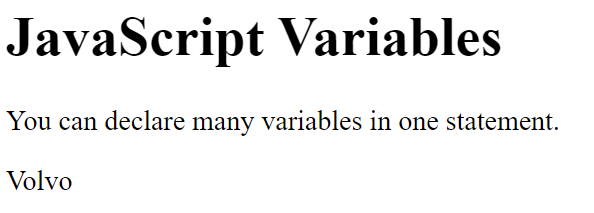 JavaScript Variables
You can declare many variables in one statement.
Volvo